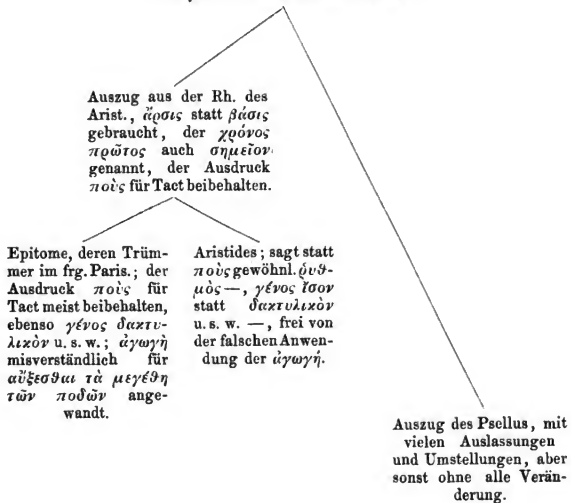 Auszug aus der Rh. des
Arist., ἄρσις statt βάσις
gebraucht, der χρόνος
πρῶτος auch σημεῖον
genannt, der Ausdruck
ποὺς für Tact beibehalten.
Epitome, deren Trüm-
mer im frg. Paris.; der
Ausdruck ποὺς für
Tact meist beibehalten,
ebenso γένος δακτυ-
λικὸν u. s. w.; ἀγωγὴ
misverständlich für
αὔξεσθαι τὰ μεγέθη
τῶν ποδῶν ange-
wandt.
Aristides; sagt statt
ποὺς gewöhnl. ῥυθ-
μὸς —, γένος ἴσον
statt δακτυλικὸν
u. s. w. —, frei von
der falschen Anwen-
dung der ἀγωγή.
Auszug des Psellus, mit
vielen Auslassungen
und Umstellungen, aber
sonst ohne alle Verän-
derung.